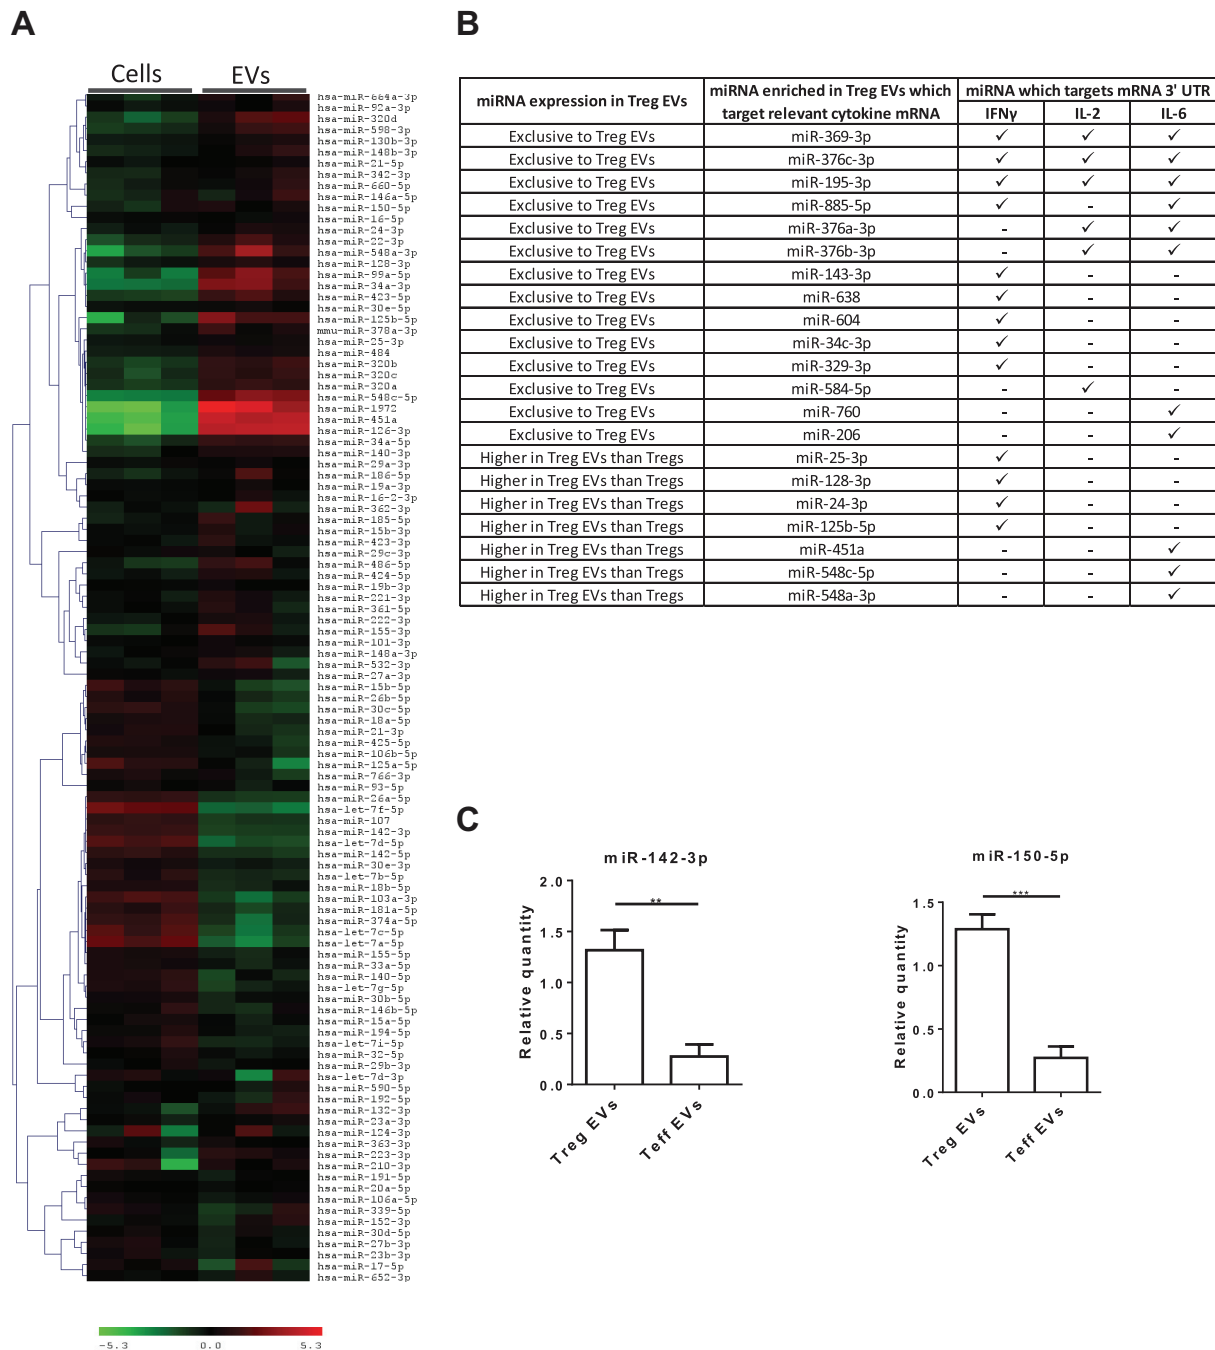 A
Cells EVs
hsa-miR-664a-3p
hsa-miR-92a-3p
hsa-miR-320d
hsa-miR-598-3p
hsa-miR-130b-3p
hsa-miR-148b-3p
hsa-miR-21-5p
hsa-miR-342-3p
hsa-miR-660-5p
hsa-miR-146a-5p
hsa-miR-150-5p
hsa-miR-16-5p
hsa-miR-24-3p
hsa-miR-22-3p
hsa-miR-548a-3p
hsa-miR-128-3p
hsa-miR-99a-5p
hsa-miR-34a-3p
hsa-miR-423-5p
hsa-miR-30e-5p
hsa-miR-125b-5p
mmu-miR-378a-3p
hsa-miR-25-3p
hsa-miR-484
hsa-miR-320b
hsa-miR-320c
hsa-miR-320a
hsa-miR-548c-5p
hsa-miR-1972
hsa-miR-451a
hsa-miR-126-3p
hsa-miR-34a-5p
hsa-miR-140-3p
hsa-miR-29a-3p
hsa-miR-186-5p
hsa-miR-19a-3p
hsa-miR-16-2-3p
hsa-miR-362-3p
hsa-miR-185-5p
hsa-miR-15b-3p
hsa-miR-423-3p
hsa-miR-29c-3p
hsa-miR-486-5p
hsa-miR-424-5p
hsa-miR-19b-3p
hsa-miR-221-3p
hsa-miR-361-5p
hsa-miR-222-3p
hsa-miR-155-3p
hsa-miR-101-3p
hsa-miR-148a-3p
hsa-miR-532-3p
hsa-miR-27a-3p
hsa-miR-15b-5p
hsa-miR-26b-5p
hsa-miR-30c-5p
hsa-miR-18a-5p
hsa-miR-21-3p
hsa-miR-425-5p
hsa-miR-106b-5p
hsa-miR-125a-5p
hsa-miR-766-3p
hsa-miR-93-5p
hsa-miR-26a-5p
hsa-let-7f-5p
hsa-miR-107
hsa-miR-142-3p
hsa-let-7d-5p
hsa-miR-142-5p
hsa-miR-30e-3p
hsa-let-7b-5p
hsa-miR-18b-5p
hsa-miR-103a-3p
hsa-miR-181a-5p
hsa-miR-374a-5p
hsa-let-7c-5p
hsa-let-7a-5p
hsa-miR-155-5p
hsa-miR-33a-5p
hsa-miR-140-5p
hsa-let-7g-5p
hsa-miR-30b-5p
hsa-miR-146b-5p
hsa-miR-15a-5p
hsa-miR-194-5p
hsa-let-7i-5p
hsa-miR-32-5p
hsa-miR-29b-3p
hsa-let-7d-3p
hsa-miR-590-5p
hsa-miR-192-5p
hsa-miR-132-3p
hsa-miR-23a-3p
hsa-miR-124-3p
hsa-miR-363-3p
hsa-miR-223-3p
hsa-miR-210-3p
hsa-miR-191-5p
hsa-miR-20a-5p
hsa-miR-106a-5p
hsa-miR-339-5p
hsa-miR-152-3p
hsa-miR-30d-5p
hsa-miR-27b-3p
hsa-miR-23b-3p
hsa-miR-17-5p
hsa-miR-652-3p
-5.3 0.0 5.3
B
miRNA expression in Treg EVs miRNA enriched in Treg EVs which target relevant cytokine mRNA miRNA which targets mRNA 3' UTR
IFNγ IL-2 IL-6
Exclusive to Treg EVs miR-369-3p ✓ ✓ ✓
Exclusive to Treg EVs miR-376c-3p ✓ ✓ ✓
Exclusive to Treg EVs miR-195-3p ✓ ✓ ✓
Exclusive to Treg EVs miR-885-5p ✓ - ✓
Exclusive to Treg EVs miR-376a-3p - ✓ ✓
Exclusive to Treg EVs miR-376b-3p - ✓ ✓
Exclusive to Treg EVs miR-143-3p ✓ - -
Exclusive to Treg EVs miR-638 ✓ - -
Exclusive to Treg EVs miR-604 ✓ - -
Exclusive to Treg EVs miR-34c-3p ✓ - -
Exclusive to Treg EVs miR-329-3p ✓ - -
Exclusive to Treg EVs miR-584-5p - ✓ -
Exclusive to Treg EVs miR-760 - - ✓
Exclusive to Treg EVs miR-206 - - ✓
Higher in Treg EVs than Tregs miR-25-3p ✓ - -
Higher in Treg EVs than Tregs miR-128-3p ✓ - -
Higher in Treg EVs than Tregs miR-24-3p ✓ - -
Higher in Treg EVs than Tregs miR-125b-5p ✓ - -
Higher in Treg EVs than Tregs miR-451a - - ✓
Higher in Treg EVs than Tregs miR-548c-5p - - ✓
Higher in Treg EVs than Tregs miR-548a-3p - - ✓
C
miR-142-3p
Relative quantity
2.0
1.5
1.0
0.5
0.0
**
Treg EVs
Teff EVs
miR-150-5p
Relative quantity
1.5
1.0
0.5
0.0
***
Treg EVs
Teff EVs